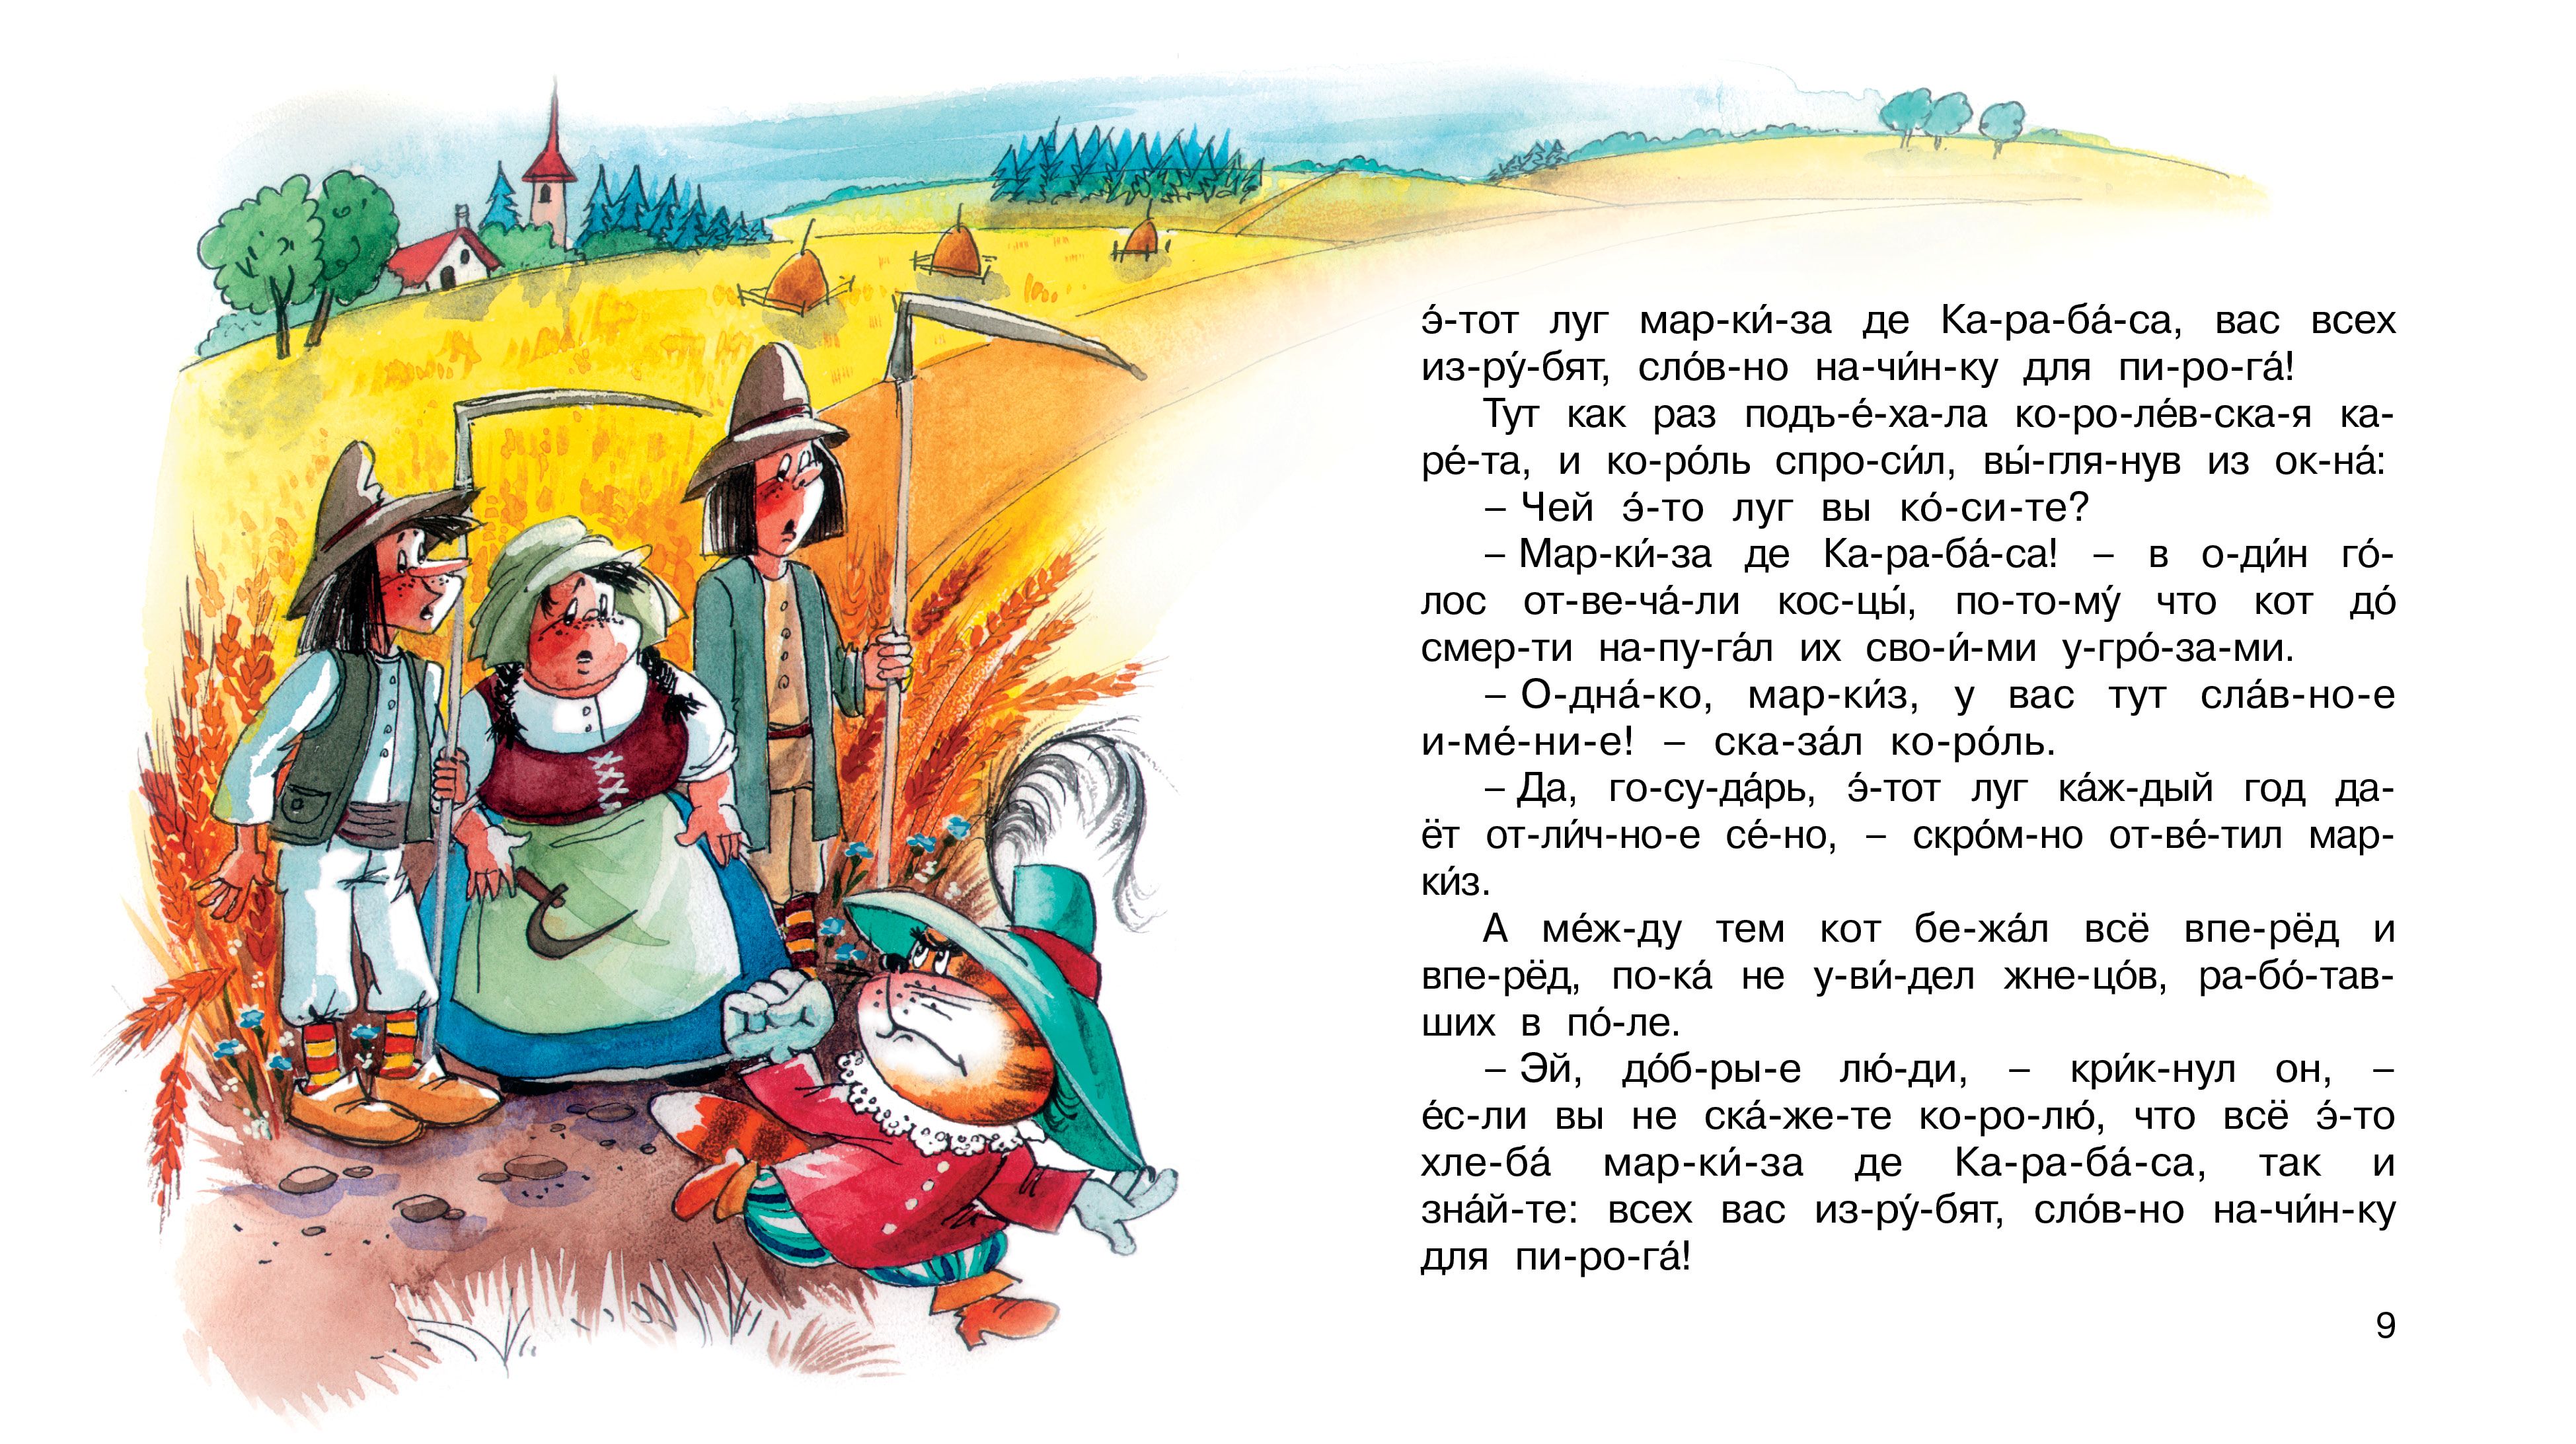 э́-тот луг мар-ки́-за де Ка-ра-ба́-са, вас всех
из-ру́-бят, сло́в-но на-чи́н-ку для пи-ро-га́!
Тут как раз подъ-е́-ха-ла ко-ро-ле́в-ска-я ка-
ре́-та, и ко-ро́ль спро-си́л, вы́-гля-нув из ок-на́:
– Чей э́-то луг вы ко́-си-те?
– Мар-ки́-за де Ка-ра-ба́-са! – в о-ди́н го́-
лос от-ве-ча́-ли кос-цы́, по-то-му́ что кот до́
смер-ти на-пу-га́л их сво-и́-ми у-гро́-за-ми.
– О-дна́-ко, мар-ки́з, у вас тут сла́в-но-е
и-ме́-ни-е! – ска-за́л ко-ро́ль.
– Да, го-су-да́рь, э́-тот луг ка́ж-дый год да-
ёт от-ли́ч-но-е се́-но, – скро́м-но от-ве́-тил мар-
ки́з.
А ме́ж-ду тем кот бе-жа́л всё впе-рёд и
впе-рёд, по-ка́ не у-ви́-дел жне-цо́в, ра-бо́-тав-
ших в по́-ле.
– Эй, до́б-ры-е лю́-ди, – кри́к-нул он, –
е́с-ли вы не ска́-же-те ко-ро-лю́, что всё э́-то
хле-ба́ мар-ки́-за де Ка-ра-ба́-са, так и
зна́й-те: всех вас из-ру́-бят, сло́в-но на-чи́н-ку
для пи-ро-га́!
9